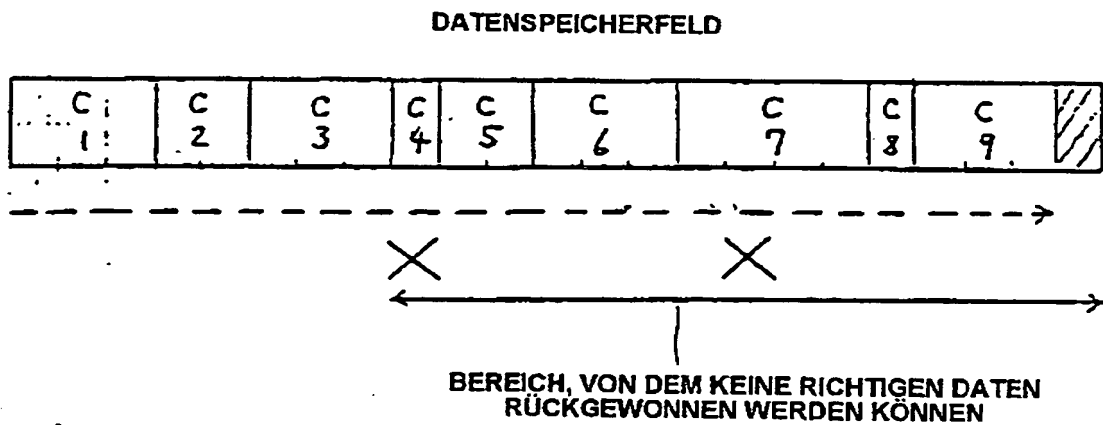 DATENSPEICHERFELD
C C C C C C C C C
1 2 3 4 5 6 7 8 9
BEREICH, VON DEM KEINE RICHTIGEN DATEN
RÜCKGEWONNEN WERDEN KÖNNEN